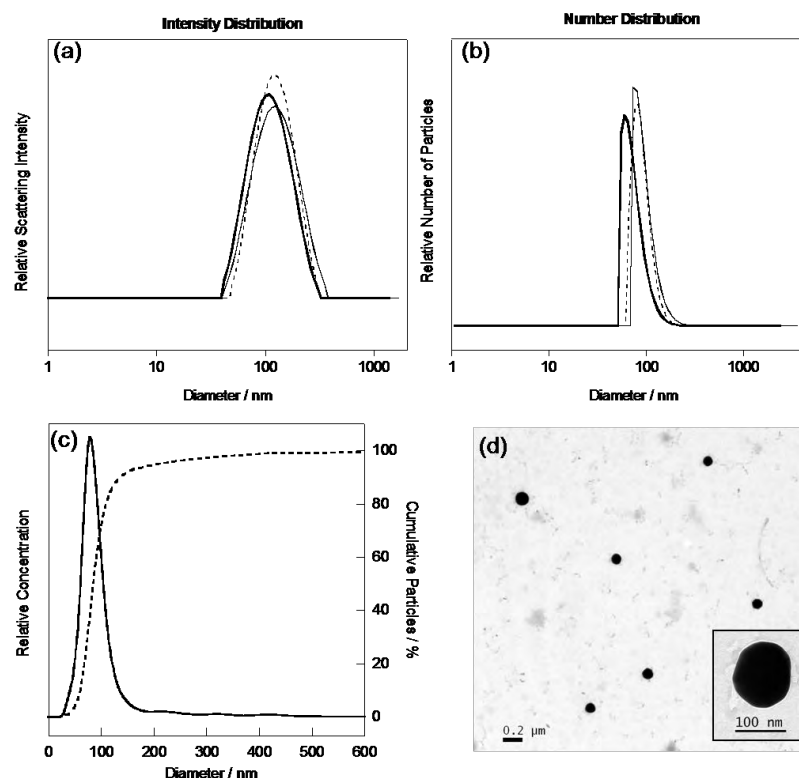 Intensity Distribution
Number Distribution
(a)
(b)
Relative Scattering Intensity
Relative Number of Particles
1 10 100 1000
1 10 100 1000
Diameter / nm
Diameter / nm
(c)
(d)
Relative Concentration
100
80
60
40
20
0
Cumulative Particles / %
0 100 200 300 400 500 600
Diameter / nm
0.2 µm
100 nm